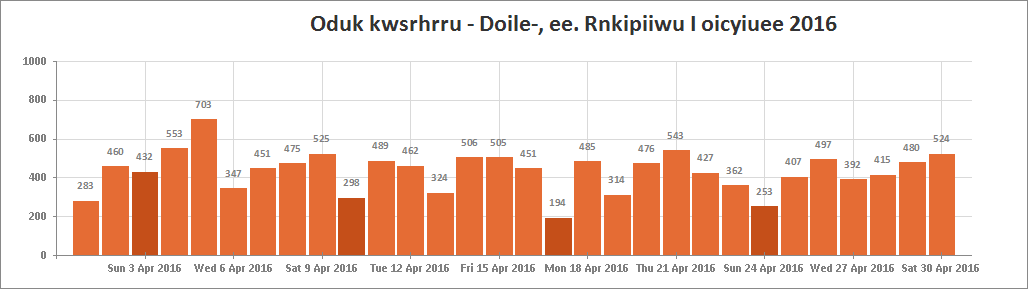 Oduk kwsrhrru - Doile-, ee. Rnkipiiwu I oicyiuee 2016
1000
800
600
400
200
0
283 460 432 553 703 347 451 475 525 298 489 462 324 506 505 451 194 485 314 476 543 427 362 253 407 497 392 415 480 524
Sun 3 Apr 2016 Wed 6 Apr 2016 Sat 9 Apr 2016 Tue 12 Apr 2016 Fri 15 Apr 2016 Mon 18 Apr 2016 Thu 21 Apr 2016 Sun 24 Apr 2016 Wed 27 Apr 2016 Sat 30 Apr 2016